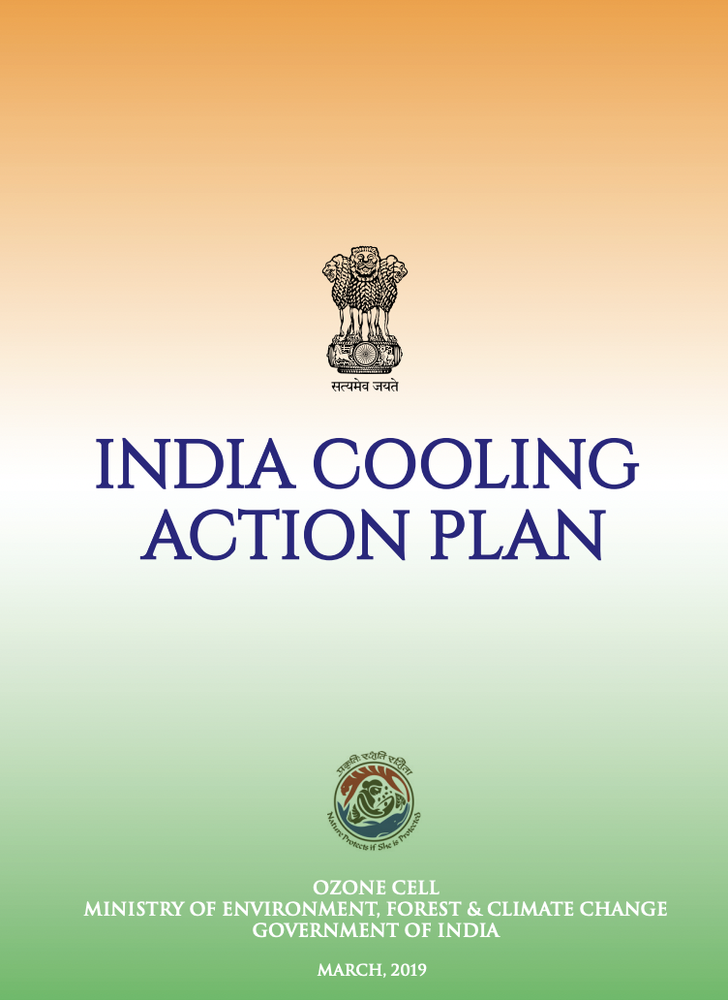 सत्यमेव जयते
INDIA COOLING
ACTION PLAN
प्रकृतिः रक्षति रक्षिता
Nature Protects if She is Protected
OZONE CELL
MINISTRY OF ENVIRONMENT, FOREST & CLIMATE CHANGE
GOVERNMENT OF INDIA
MARCH, 2019